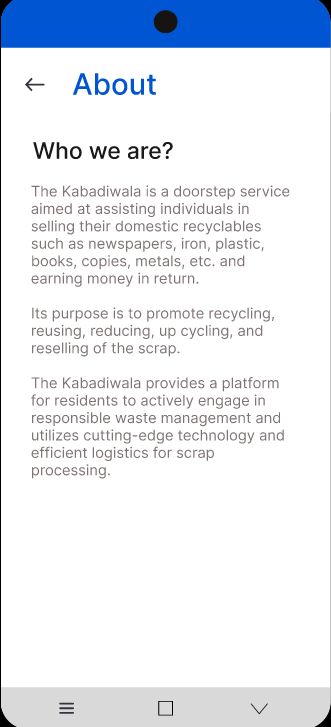 About
Who we are?
The Kabadiwala is a doorstep service
aimed at assisting individuals in
selling their domestic recyclables
such as newspapers, iron, plastic,
books, copies, metals, etc. and
earning money in return.
Its purpose is to promote recycling,
reusing, reducing, up cycling, and
reselling of the scrap.
The Kabadiwala provides a platform
for residents to actively engage in
responsible waste management and
utilizes cutting-edge technology and
efficient logistics for scrap
processing.